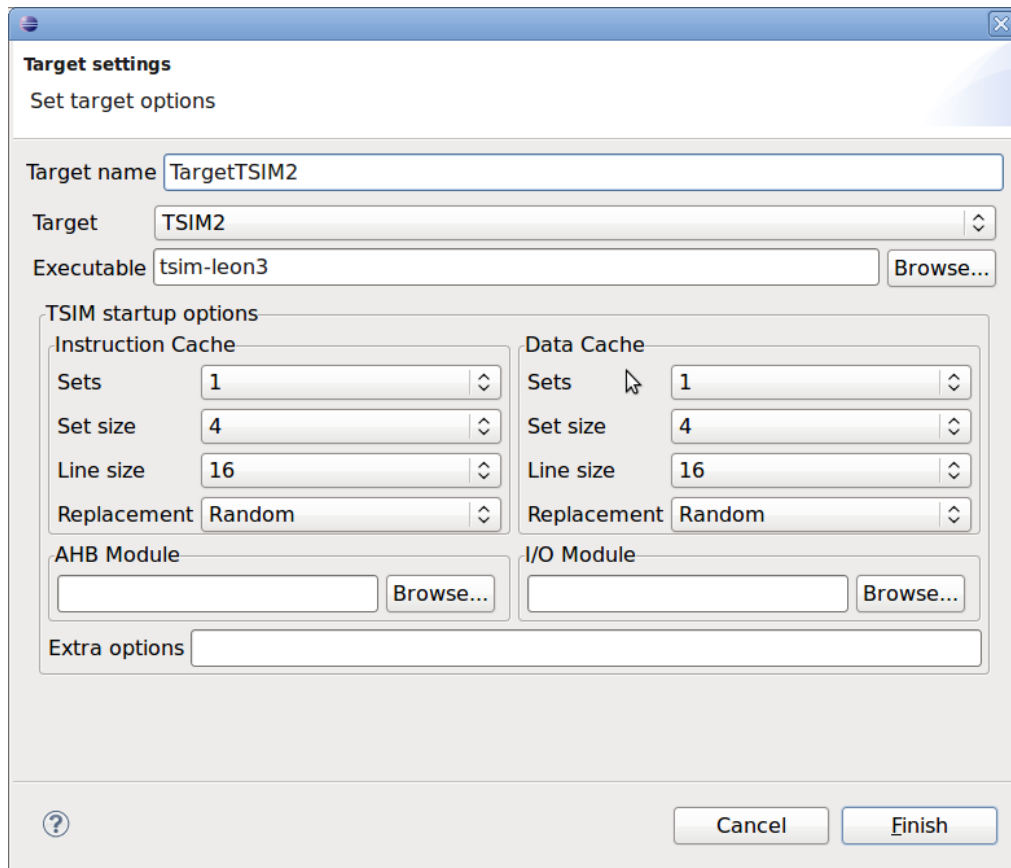 Target settings
Set target options
Target name TargetTSIM2
Target TSIM2
Executable tsim-leon3 Browse...
TSIM startup options
Instruction Cache
Sets 1
Set size 4
Line size 16
Replacement Random
Data Cache
Sets 1
Set size 4
Line size 16
Replacement Random
AHB Module
Browse...
I/O Module
Browse...
Extra options
?
Cancel Finish